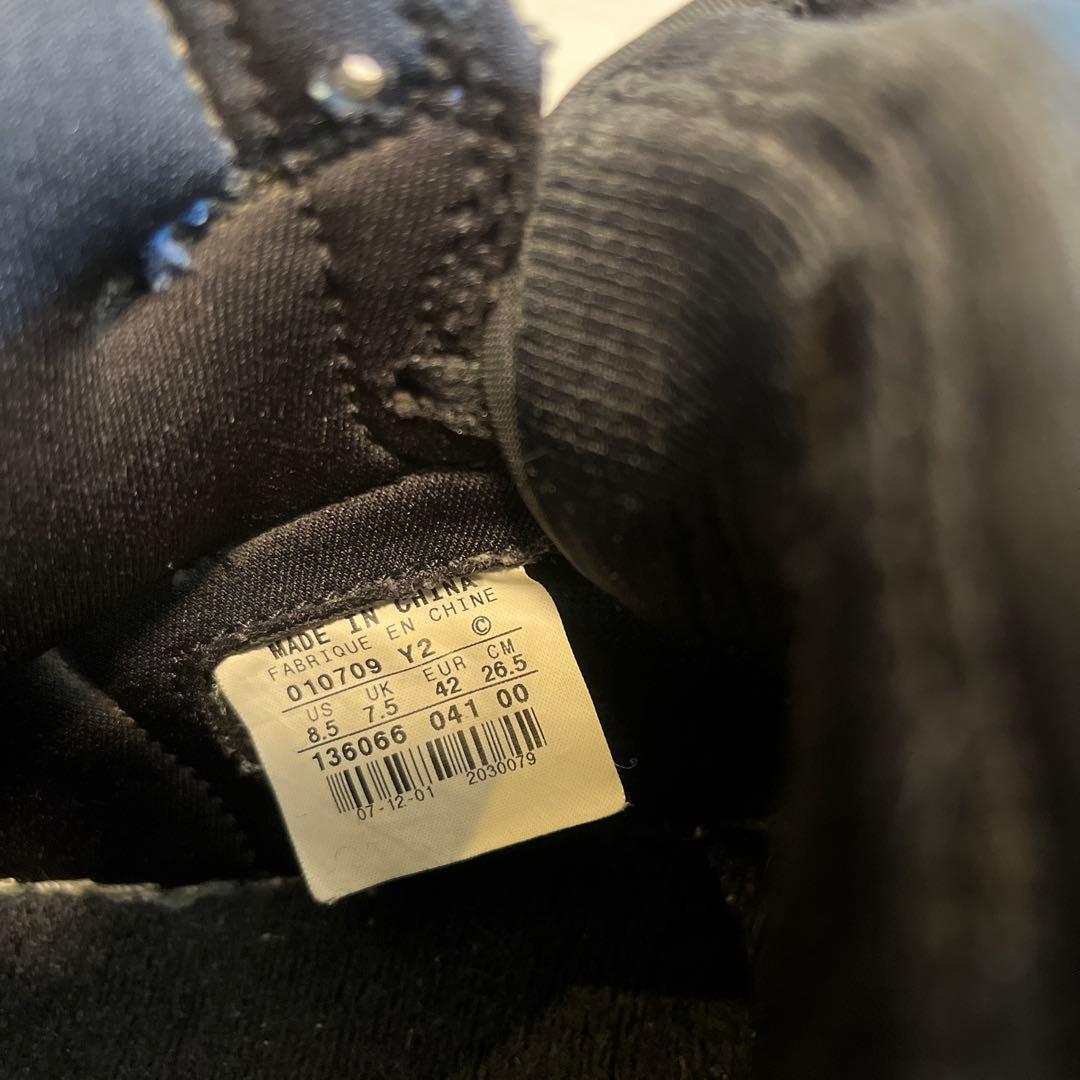 MADE IN CHINA
FABRIQUE EN CHINE
010709 Y2 ©
US UK EUR CM
8.5 7.5 42 26.5
136066 041 00
07-12-01 2030079